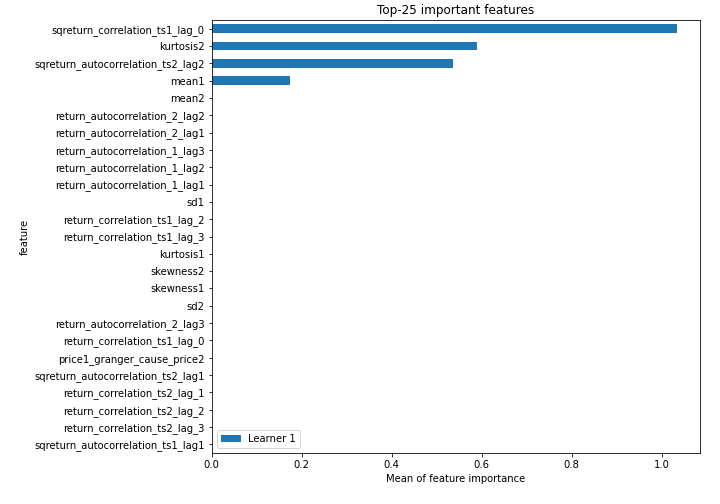 Top-25 important features
sqreturn_correlation_ts1_lag_0
kurtosis2
sqreturn_autocorrelation_ts2_lag2
mean1
mean2
return_autocorrelation_2_lag2
return_autocorrelation_2_lag1
return_autocorrelation_1_lag3
return_autocorrelation_1_lag2
return_autocorrelation_1_lag1
sd1
return_correlation_ts1_lag_2
return_correlation_ts1_lag_3
kurtosis1
skewness2
skewness1
sd2
return_autocorrelation_2_lag3
return_correlation_ts1_lag_0
price1_granger_cause_price2
sqreturn_autocorrelation_ts2_lag1
return_correlation_ts2_lag_1
return_correlation_ts2_lag_2
return_correlation_ts2_lag_3
sqreturn_autocorrelation_ts1_lag1
feature
Learner 1
0.0 0.2 0.4 0.6 0.8 1.0
Mean of feature importance